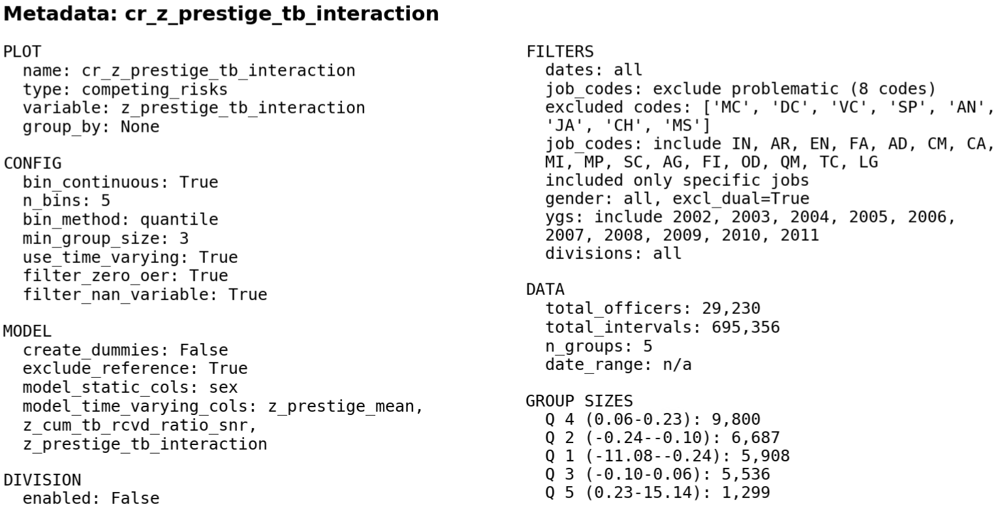 Metadata: cr_z_prestige_tb_interaction
PLOT
name: cr_z_prestige_tb_interaction
type: competing_risks
variable: z_prestige_tb_interaction
group_by: None
CONFIG
bin_continuous: True
n_bins: 5
bin_method: quantile
min_group_size: 3
use_time_varying: True
filter_zero_oer: True
filter_nan_variable: True
MODEL
create_dummies: False
exclude_reference: True
model_static_cols: sex
model_time_varying_cols: z_prestige_mean,
z_cum_tb_rcvd_ratio_snr,
z_prestige_tb_interaction
DIVISION
enabled: False
FILTERS
dates: all
job_codes: exclude problematic (8 codes)
excluded codes: ['MC', 'DC', 'VC', 'SP', 'AN',
'JA', 'CH', 'MS']
job_codes: include IN, AR, EN, FA, AD, CM, CA,
MI, MP, SC, AG, FI, OD, QM, TC, LG
included only specific jobs
gender: all, excl_dual=True
ygs: include 2002, 2003, 2004, 2005, 2006,
2007, 2008, 2009, 2010, 2011
divisions: all
DATA
total_officers: 29,230
total_intervals: 695,356
n_groups: 5
date_range: n/a
GROUP SIZES
Q 4 (0.06-0.23): 9,800
Q 2 (-0.24--0.10): 6,687
Q 1 (-11.08--0.24): 5,908
Q 3 (-0.10-0.06): 5,536
Q 5 (0.23-15.14): 1,299